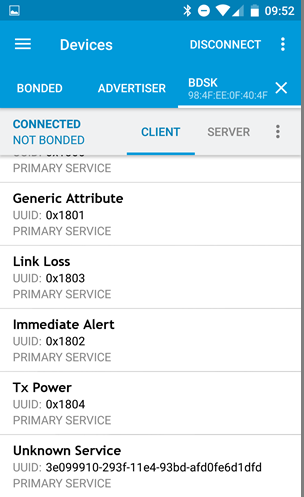 09:52
Devices
DISCONNECT
BONDED
ADVERTISER
BDSK
98:4F:EE:0F:40:4F
CONNECTED
NOT BONDED
CLIENT
SERVER
PRIMARY SERVICE
Generic Attribute
UUID: 0x1801
PRIMARY SERVICE
Link Loss
UUID: 0x1803
PRIMARY SERVICE
Immediate Alert
UUID: 0x1802
PRIMARY SERVICE
Tx Power
UUID: 0x1804
PRIMARY SERVICE
Unknown Service
UUID: 3e099910-293f-11e4-93bd-afd0fe6d1dfd
PRIMARY SERVICE